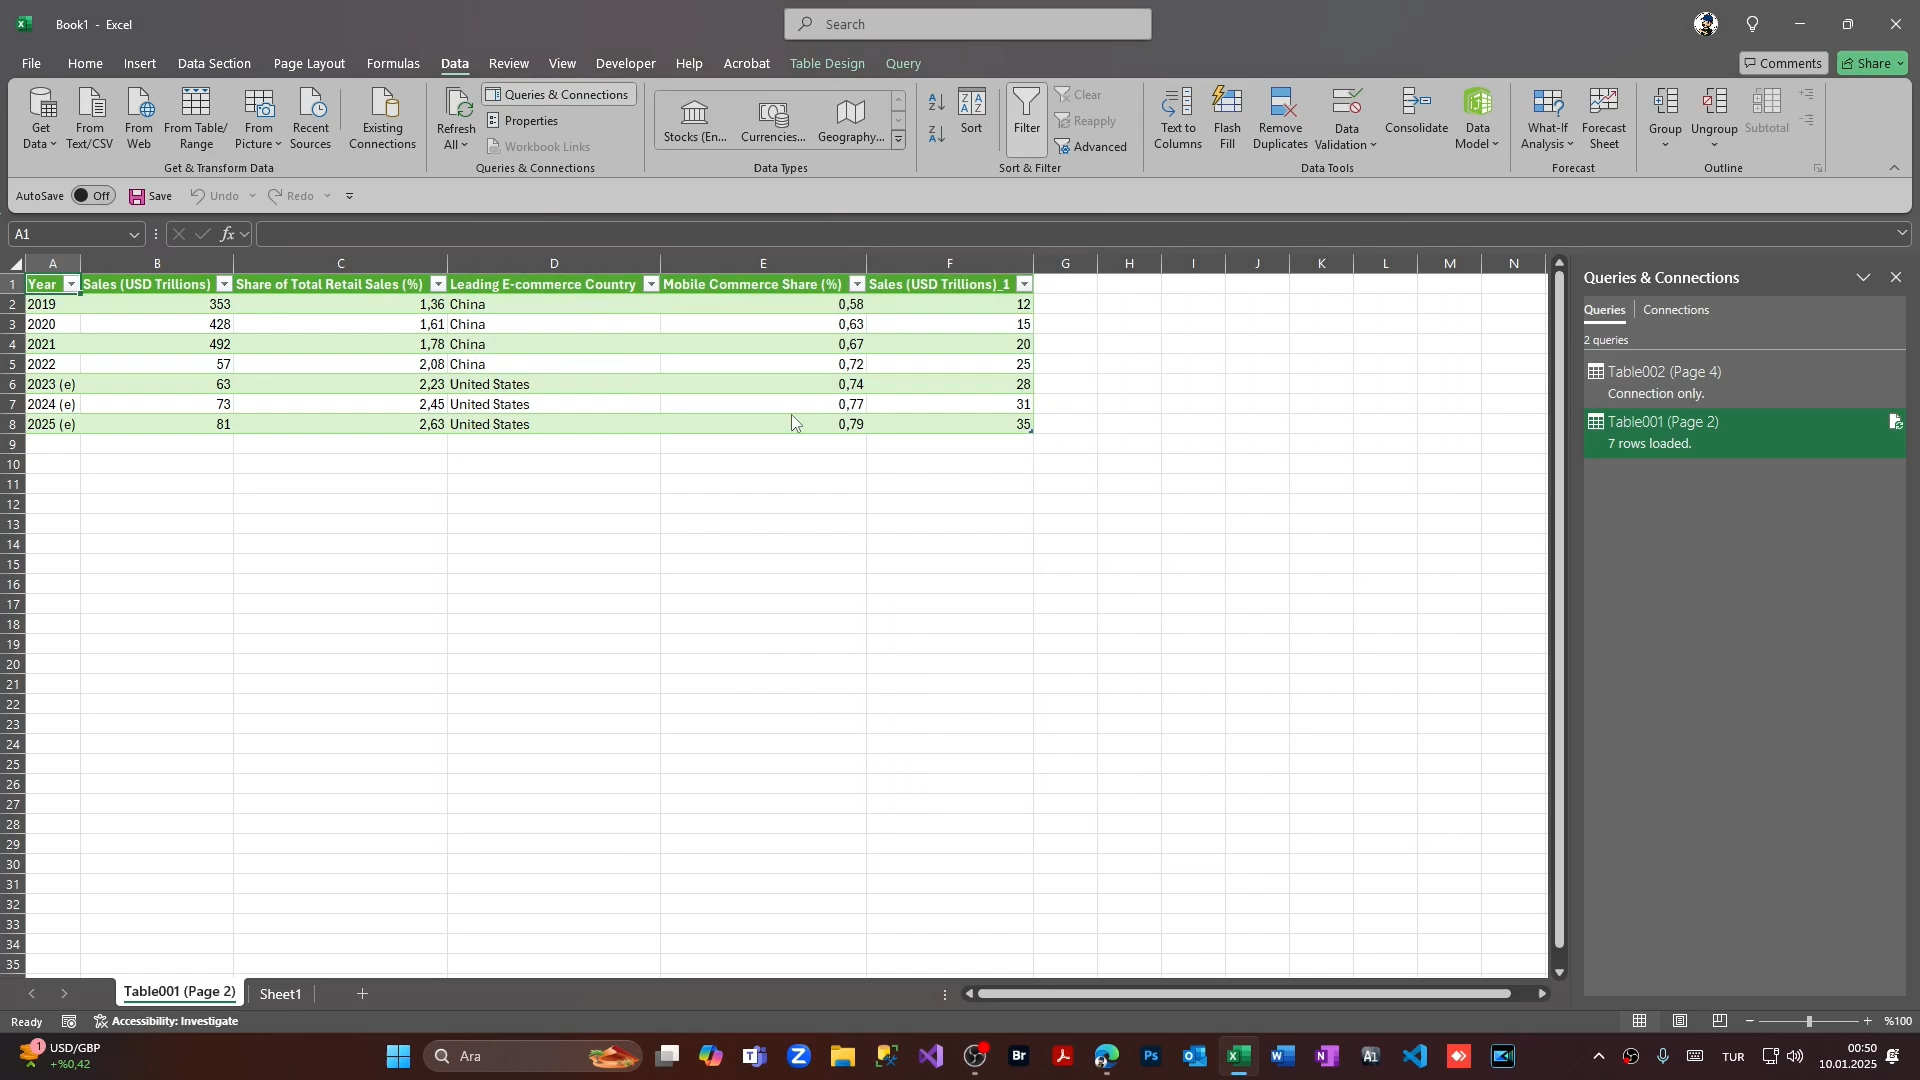 Book1 - Excel
Search
File Home Insert Data Section Page Layout Formulas Data Review View Developer Help Acrobat Table Design Query
Comments Share
Get Data
From Text/CSV
From Web
From Table/ Range
From Picture
Recent Sources
Existing Connections
Get & Transform Data
Refresh All
Queries & Connections
Properties
Workbook Links
Queries & Connections
Stocks (En... Currencies... Geography...
Data Types
Sort
Filter
Clear
Reapply
Advanced
Sort & Filter
Text to Columns
Flash Fill
Remove Duplicates
Data Validation
Consolidate
Data Model
Data Tools
What-If Analysis
Forecast Sheet
Forecast
Group
Ungroup
Subtotal
Outline
AutoSave Off Save Undo Redo
A1 fx
A B C D E F G H I J K L M N
1 Year Sales (USD Trillions) Share of Total Retail Sales (%) Leading E-commerce Country Mobile Commerce Share (%) Sales (USD Trillions)_1
2 2019 353 1,36 China 0,58 12
3 2020 428 1,61 China 0,63 15
4 2021 492 1,78 China 0,67 20
5 2022 57 2,08 China 0,72 25
6 2023 (e) 63 2,23 United States 0,74 28
7 2024 (e) 73 2,45 United States 0,77 31
8 2025 (e) 81 2,63 United States 0,79 35
9
10
11
12
13
14
15
16
17
18
19
20
21
22
23
24
25
26
27
28
29
30
31
32
33
34
35
Queries & Connections
Queries Connections
2 queries
Table002 (Page 4)
Connection only.
Table001 (Page 2)
7 rows loaded.
Table001 (Page 2) Sheet1
Ready Accessibility: Investigate %100
1 USD/GBP
+%0,42
Ara
Br
Ps
A1
TUR
00:50
10.01.2025